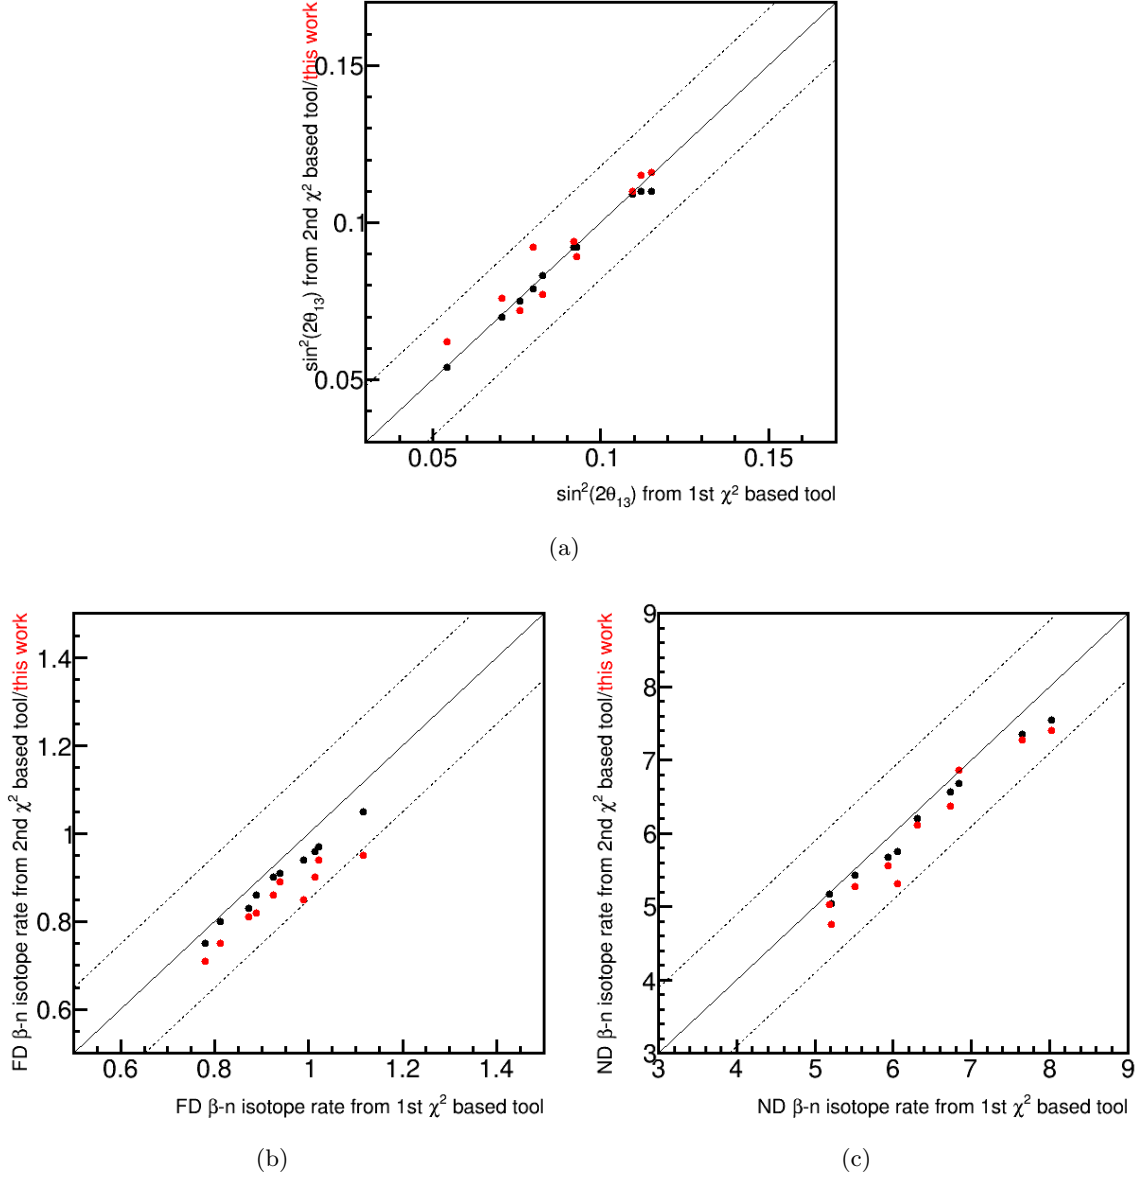 sin²(2θ₁₃) from 2nd χ² based tool/this work
0.15
0.1
0.05
0.05 0.1 0.15
sin²(2θ₁₃) from 1st χ² based tool
(a)
FD β-n isotope rate from 2nd χ² based tool/this work
1.4
1.2
1
0.8
0.6
0.6 0.8 1 1.2 1.4
FD β-n isotope rate from 1st χ² based tool
(b)
ND β-n isotope rate from 2nd χ² based tool/this work
9
8
7
6
5
4
3
3 4 5 6 7 8 9
ND β-n isotope rate from 1st χ² based tool
(c)